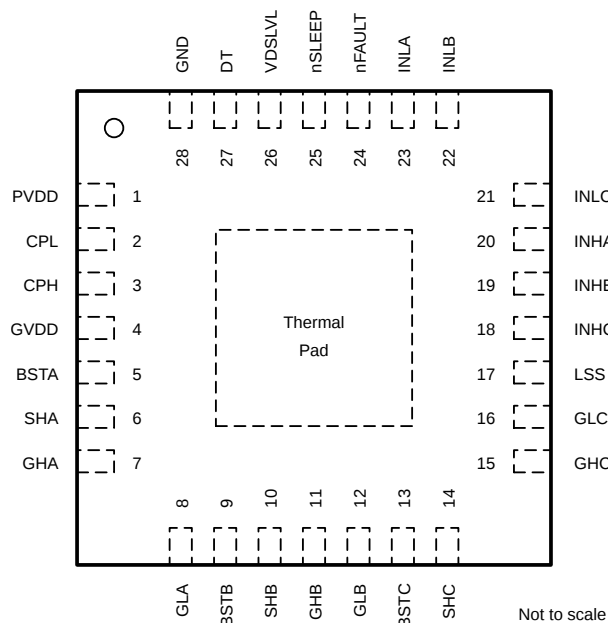 GND
DT
VDSLVL
nSLEEP
nFAULT
INLA
INLB
28
27
26
25
24
23
22
PVDD 1
21 INLC
CPL 2
20 INHA
CPH 3
19 INHB
GVDD 4
18 INHC
BSTA 5
17 LSS
SHA 6
16 GLC
GHA 7
15 GHC
Thermal
Pad
8
9
10
11
12
13
14
GLA
BSTB
SHB
GHB
GLB
BSTC
SHC
Not to scale